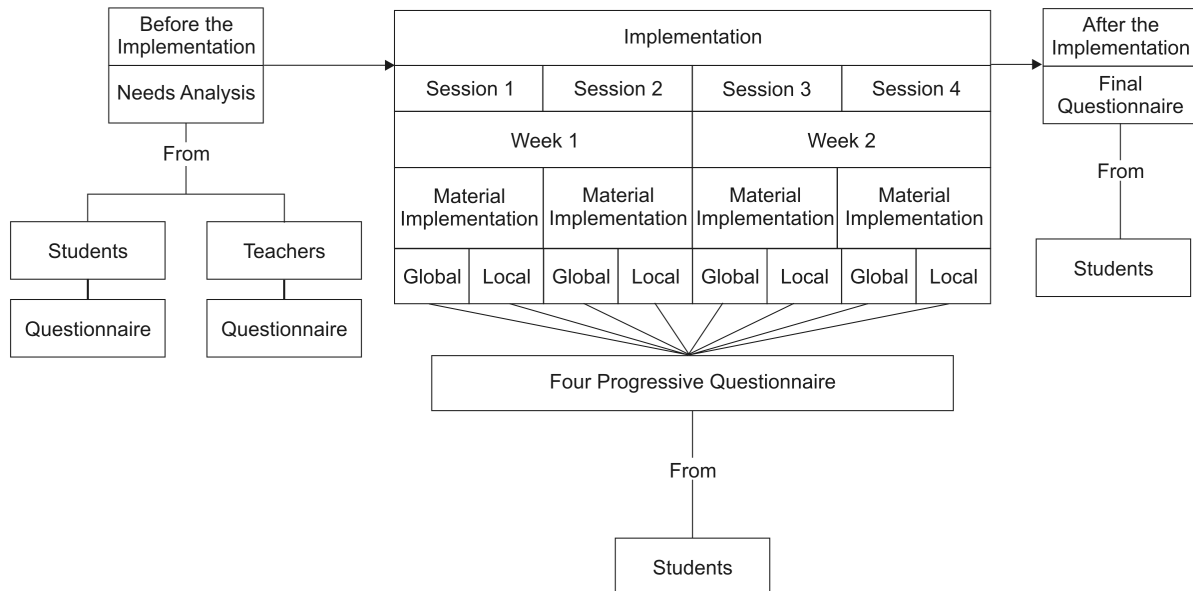 Before the
Implementation
Needs Analysis
From
Students
Teachers
Questionnaire
Questionnaire
Implementation
Session 1
Session 2
Session 3
Session 4
Week 1
Week 2
Material
Implementation
Material
Implementation
Material
Implementation
Material
Implementation
Global
Local
Global
Local
Global
Local
Global
Local
Four Progressive Questionnaire
From
Students
After the
Implementation
Final
Questionnaire
From
Students